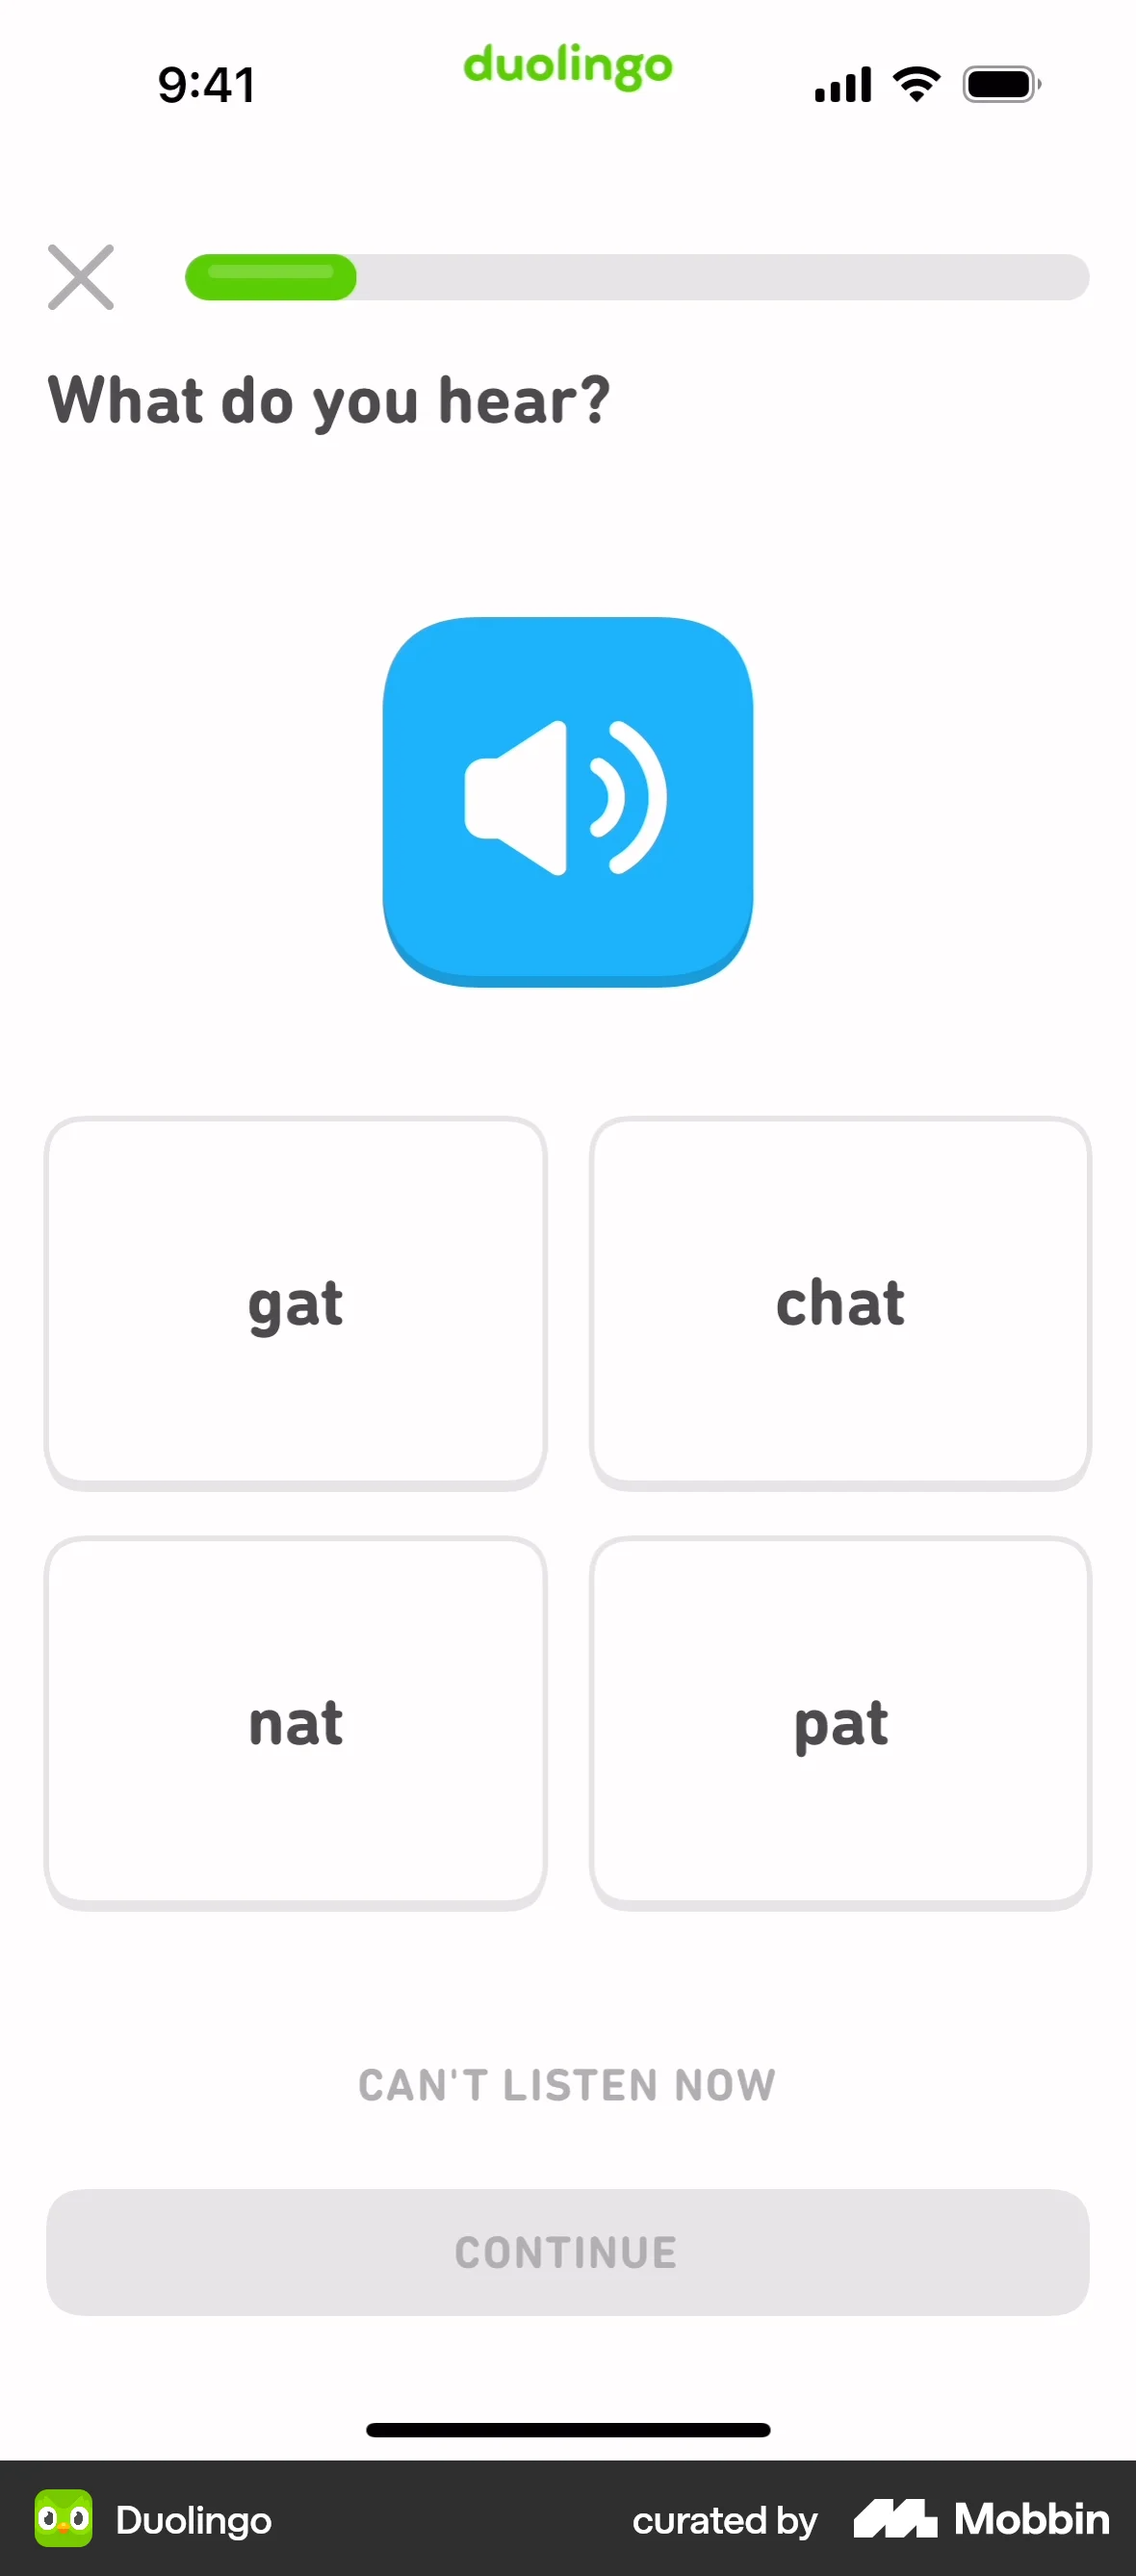 9:41
duolingo
What do you hear?
gat
chat
nat
pat
CAN'T LISTEN NOW
CONTINUE
Duolingo
curated by Mobbin